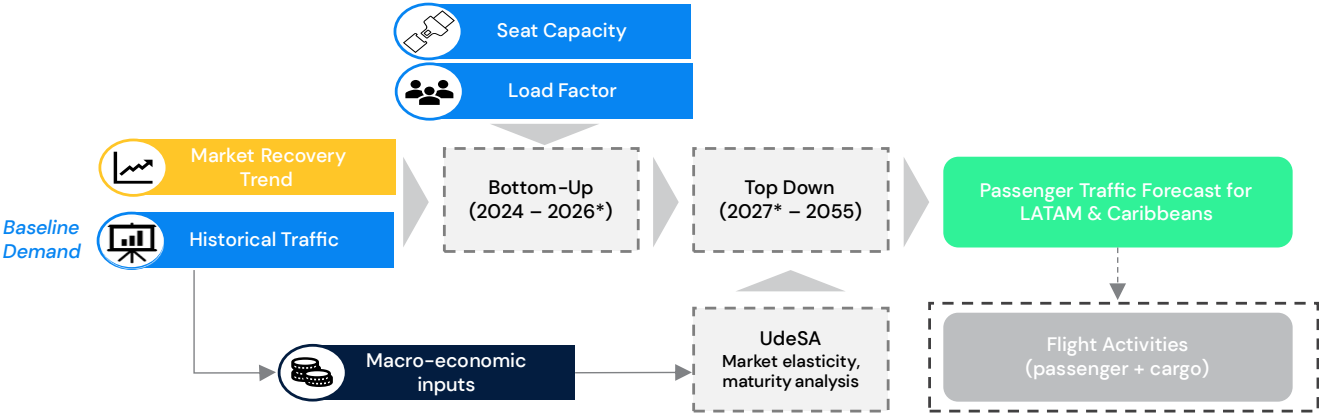 Seat Capacity
Load Factor
Market Recovery
Trend
Baseline
Demand
Historical Traffic
Bottom-Up
(2024 – 2026*)
Top Down
(2027* – 2055)
Passenger Traffic Forecast for
LATAM & Caribbeans
Macro-economic
inputs
UdeSA
Market elasticity,
maturity analysis
Flight Activities
(passenger + cargo)